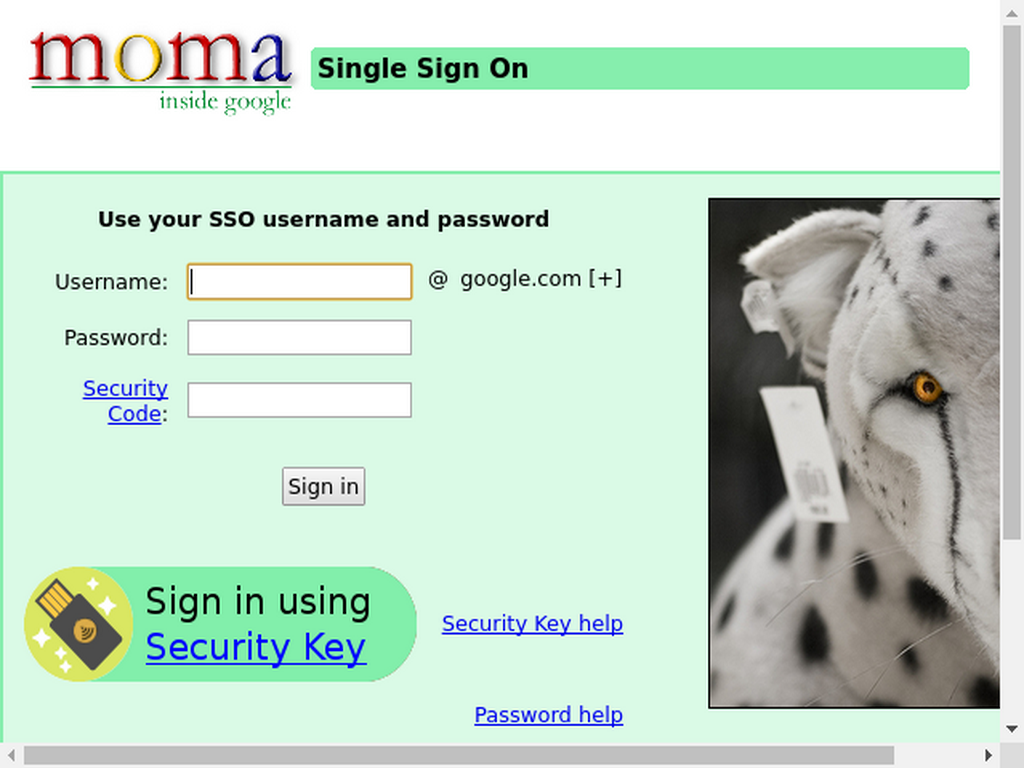 moma
inside google
Single Sign On
Use your SSO username and password
Username:
@ google.com [+]
Password:
Security
Code:
Sign in
Sign in using
Security Key
Security Key help
Password help